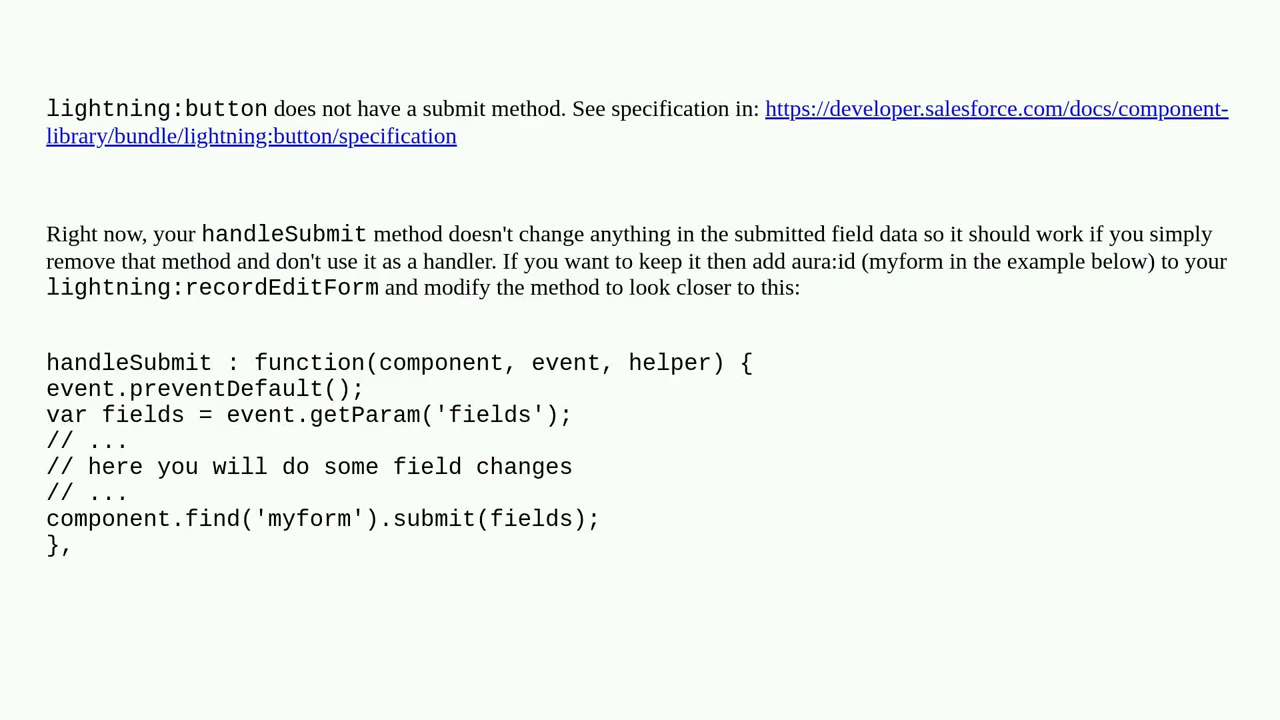 lightning:button does not have a submit method. See specification in: https://developer.salesforce.com/docs/component-
library/bundle/lightning:button/specification
Right now, your handleSubmit method doesn't change anything in the submitted field data so it should work if you simply
remove that method and don't use it as a handler. If you want to keep it then add aura:id (myform in the example below) to your
lightning:recordEditForm and modify the method to look closer to this:
handleSubmit : function(component, event, helper) {
event.preventDefault();
var fields = event.getParam('fields');
// ...
// here you will do some field changes
// ...
component.find('myform').submit(fields);
},